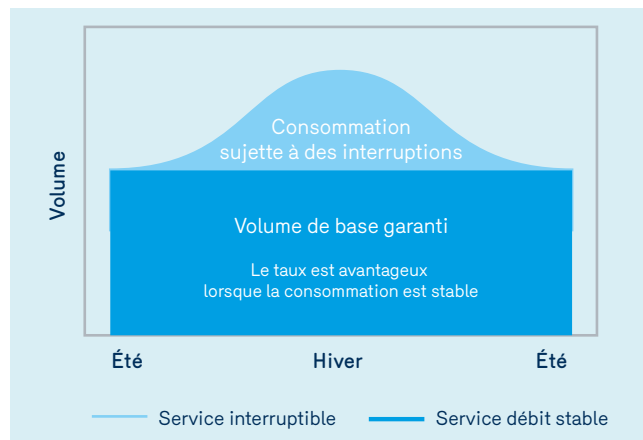 Volume
Consommation
sujette à des interruptions
Volume de base garanti
Le taux est avantageux
lorsque la consommation est stable
Été
Hiver
Été
Service interruptible
Service débit stable